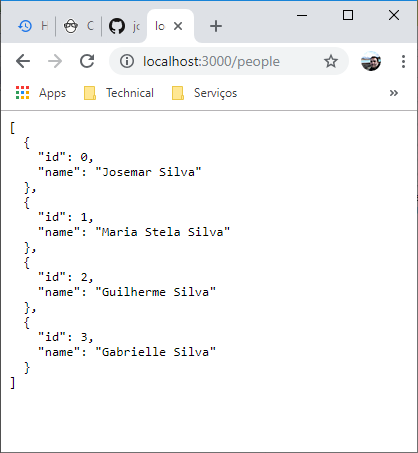 H
C
jc
lo
localhost:3000/people
Apps Technical Serviços
[
  {
    "id": 0,
    "name": "Josemar Silva"
  },
  {
    "id": 1,
    "name": "Maria Stela Silva"
  },
  {
    "id": 2,
    "name": "Guilherme Silva"
  },
  {
    "id": 3,
    "name": "Gabrielle Silva"
  }
]